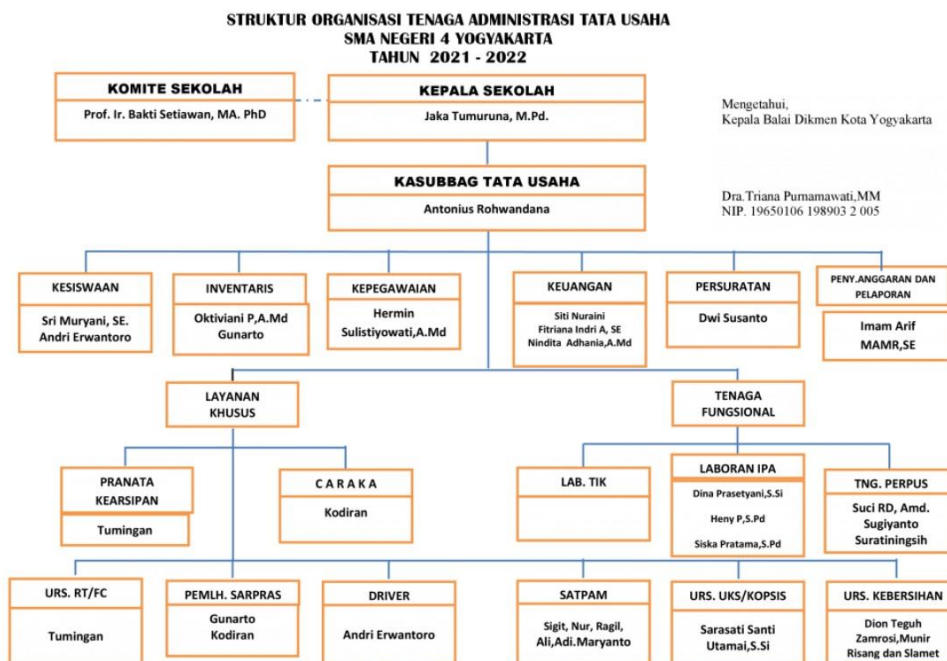 STRUKTUR ORGANISASI TENAGA ADMINISTRASI TATA USAHA
SMA NEGERI 4 YOGYAKARTA
TAHUN 2021 - 2022
KOMITE SEKOLAH
Prof. Ir. Bakti Setiawan, MA. PhD
KEPALA SEKOLAH
Jaka Tumuruna, M.Pd.
Mengetahui,
Kepala Balai Dikmen Kota Yogyakarta
KASUBBAG TATA USAHA
Antonius Rohwandana
Dra.Triana Purnamawati,MM
NIP. 19650106 198903 2 005
KESISWAAN
Sri Muryani, SE.
Andri Erwantoro
INVENTARIS
Oktiviani P,A.Md
Gunarto
KEPEGAWAIAN
Hermin
Sulistiyowati,A.Md
KEUANGAN
Siti Nuraini
Fitriana Indri A, SE
Nindita Adhania,A.Md
PERSURATAN
Dwi Susanto
PENY.ANGGARAN DAN
PELAPORAN
Imam Arif
MAMR,SE
LAYANAN
KHUSUS
TENAGA
FUNGSIONAL
PRANATA
KEARSIPAN
Tumingan
C A R A K A
Kodiran
LAB. TIK
LABORAN IPA
Dina Prasetyani,S.Si
Heny P,S.Pd
Siska Pratama,S.Pd
TNG. PERPUS
Suci RD, Amd.
Sugiyanto
Suratiningsih
URS. RT/FC
Tumingan
PEMLH. SARPRAS
Gunarto
Kodiran
DRIVER
Andri Erwantoro
SATPAM
Sigit, Nur, Ragil,
Ali,Adi.Maryanto
URS. UKS/KOPSIS
Sarasati Santi
Utamai,S.Si
URS. KEBERSIHAN
Dion Teguh
Zamrosi,Munir
Risang dan Slamet